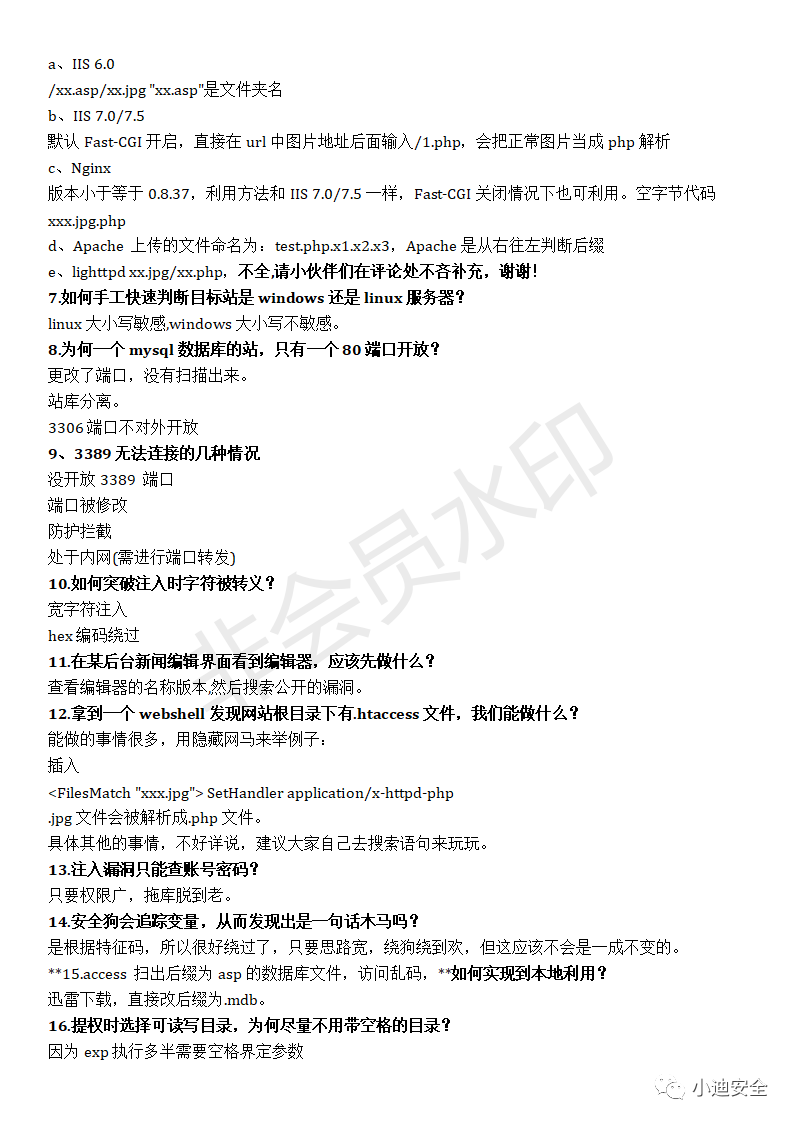 a、IIS 6.0
/xx.asp/xx.jpg "xx.asp"是文件夹名
b、IIS 7.0/7.5
默认 Fast-CGI 开启，直接在 url 中图片地址后面输入/1.php，会把正常图片当成 php 解析
c、Nginx
版本小于等于 0.8.37，利用方法和 IIS 7.0/7.5 一样，Fast-CGI 关闭情况下也可利用。空字节代码
xxx.jpg.php
d、Apache 上传的文件命名为：test.php.x1.x2.x3，Apache 是从右往左判断后缀
e、lighttpd xx.jpg/xx.php，不全,请小伙伴们在评论处不吝补充，谢谢！
7.如何手工快速判断目标站是 windows 还是 linux 服务器？
linux 大小写敏感,windows 大小写不敏感。
8.为何一个 mysql 数据库的站，只有一个 80 端口开放？
更改了端口，没有扫描出来。
站库分离。
3306 端口不对外开放
9、3389 无法连接的几种情况
没开放 3389 端口
端口被修改
防护拦截
处于内网(需进行端口转发)
10.如何突破注入时字符被转义？
宽字符注入
hex 编码绕过
11.在某后台新闻编辑界面看到编辑器，应该先做什么？
查看编辑器的名称版本,然后搜索公开的漏洞。
12.拿到一个 webshell 发现网站根目录下有.htaccess 文件，我们能做什么？
能做的事情很多，用隐藏网马来举例子：
插入
<FilesMatch "xxx.jpg"> SetHandler application/x-httpd-php
.jpg 文件会被解析成.php 文件。
具体其他的事情，不好详说，建议大家自己去搜索语句来玩玩。
13.注入漏洞只能查账号密码？
只要权限广，拖库脱到老。
14.安全狗会追踪变量，从而发现出是一句话木马吗？
是根据特征码，所以很好绕过了，只要思路宽，绕狗绕到欢，但这应该不会是一成不变的。
**15.access 扫出后缀为 asp 的数据库文件，访问乱码，**如何实现到本地利用？
迅雷下载，直接改后缀为.mdb。
16.提权时选择可读写目录，为何尽量不用带空格的目录？
因为 exp 执行多半需要空格界定参数
非会员水印
小迪安全